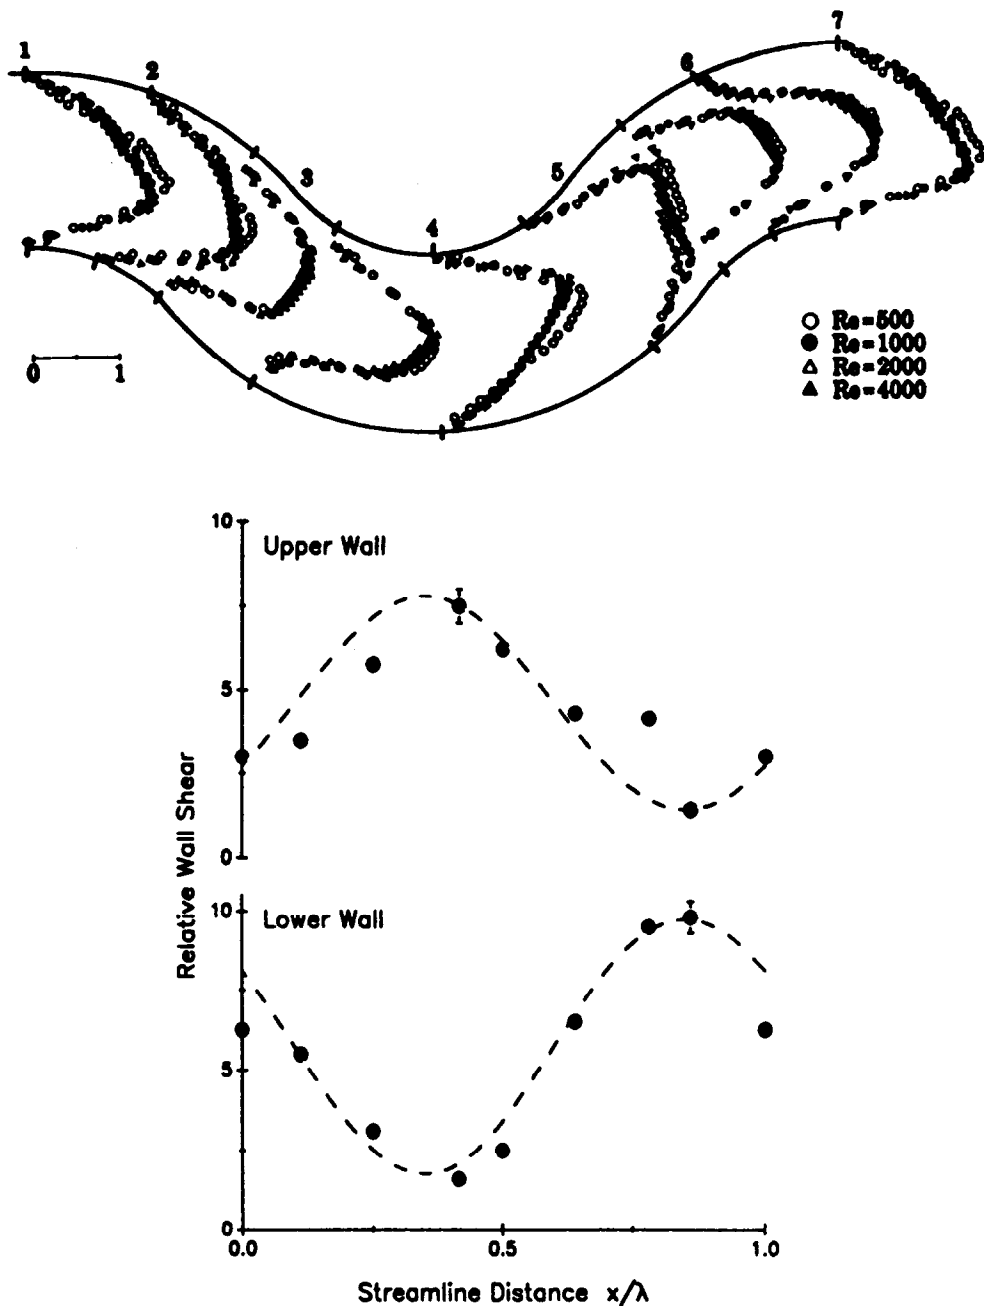 1
2
3
4
5
6
7
0 1
Re=500
Re=1000
Re=2000
Re=4000
10
Upper Wall
5
0
Relative Wall Shear
10
Lower Wall
5
0
0.0 0.5 1.0
Streamline Distance x/λ